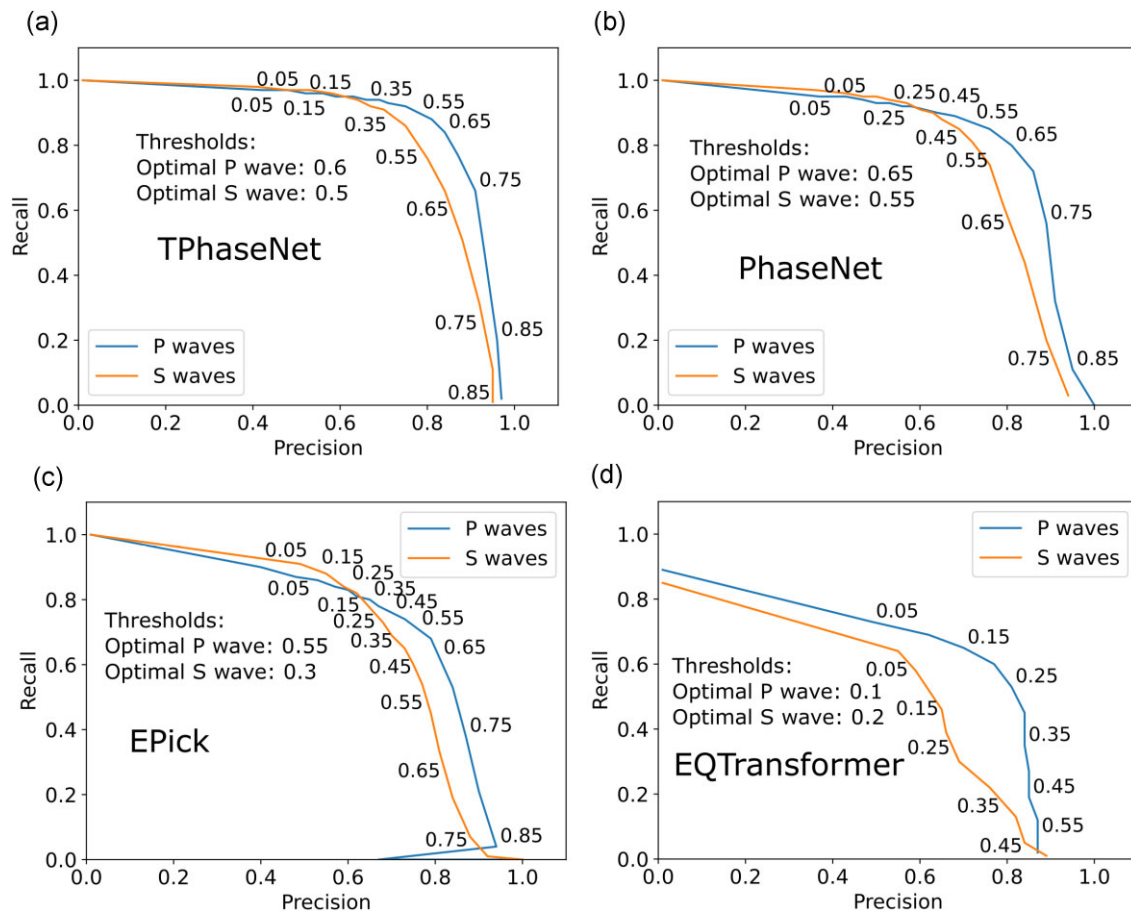 (a)
1.0
0.8
0.6
0.4
0.2
0.0
Recall
0.05 0.15 0.35 0.55 0.65 0.75 0.85
0.05 0.15 0.35 0.55 0.65 0.75 0.85
Thresholds:
Optimal P wave: 0.6
Optimal S wave: 0.5
TPhaseNet
P waves
S waves
0.0 0.2 0.4 0.6 0.8 1.0
Precision
(b)
1.0
0.8
0.6
0.4
0.2
0.0
Recall
0.05 0.25 0.45 0.55 0.65 0.75 0.85
0.05 0.25 0.45 0.55 0.65 0.75
Thresholds:
Optimal P wave: 0.65
Optimal S wave: 0.55
PhaseNet
P waves
S waves
0.0 0.2 0.4 0.6 0.8 1.0
Precision
(c)
1.0
0.8
0.6
0.4
0.2
0.0
Recall
P waves
S waves
0.05 0.15 0.25 0.35 0.45 0.55 0.65 0.75 0.85
0.05 0.15 0.25 0.35 0.45 0.55 0.65 0.75
Thresholds:
Optimal P wave: 0.55
Optimal S wave: 0.3
EPick
0.0 0.2 0.4 0.6 0.8 1.0
Precision
(d)
1.0
0.8
0.6
0.4
0.2
0.0
Recall
P waves
S waves
0.05 0.15 0.25 0.35 0.45 0.55
0.05 0.15 0.25 0.35 0.45
Thresholds:
Optimal P wave: 0.1
Optimal S wave: 0.2
EQTransformer
0.0 0.2 0.4 0.6 0.8 1.0
Precision